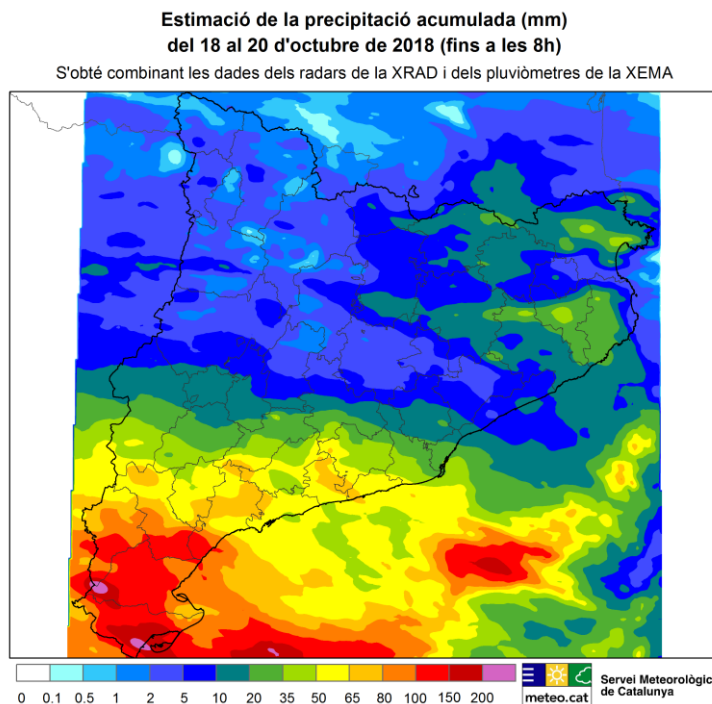 Estimació de la precipitació acumulada (mm)
del 18 al 20 d'octubre de 2018 (fins a les 8h)
S'obté combinant les dades dels radars de la XRAD i dels pluviòmetres de la XEMA
0 0.1 0.5 1 2 5 10 20 35 50 65 80 100 150 200
meteo.cat
Servei Meteorològic
de Catalunya